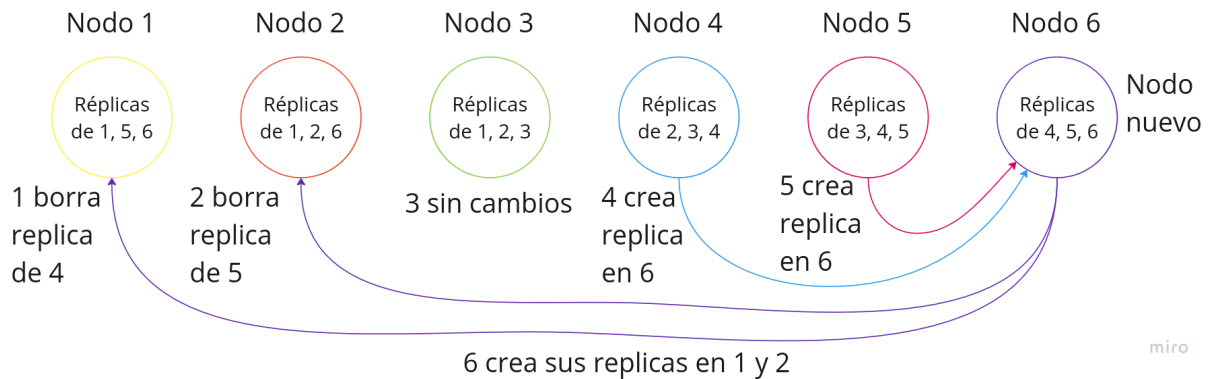 Nodo 1
Nodo 2
Nodo 3
Nodo 4
Nodo 5
Nodo 6
Réplicas
de 1, 5, 6
Réplicas
de 1, 2, 6
Réplicas
de 1, 2, 3
Réplicas
de 2, 3, 4
Réplicas
de 3, 4, 5
Réplicas
de 4, 5, 6
Nodo
nuevo
1 borra
replica
de 4
2 borra
replica
de 5
3 sin cambios
4 crea
replica
en 6
5 crea
replica
en 6
6 crea sus replicas en 1 y 2
miro